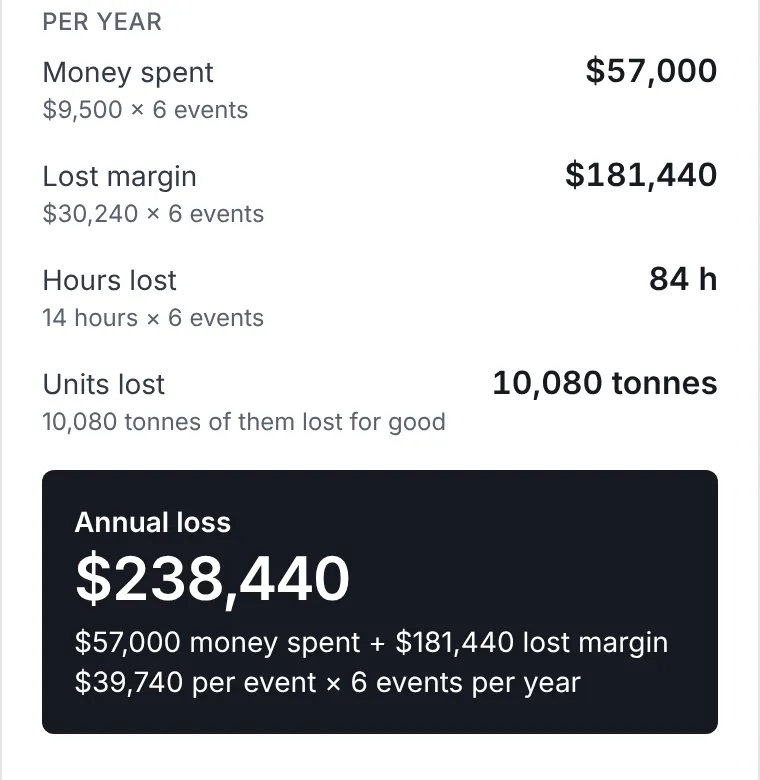 PER YEAR
Money spent $57,000
$9,500 × 6 events
Lost margin $181,440
$30,240 × 6 events
Hours lost 84 h
14 hours × 6 events
Units lost 10,080 tonnes
10,080 tonnes of them lost for good
Annual loss
$238,440
$57,000 money spent + $181,440 lost margin
$39,740 per event × 6 events per year